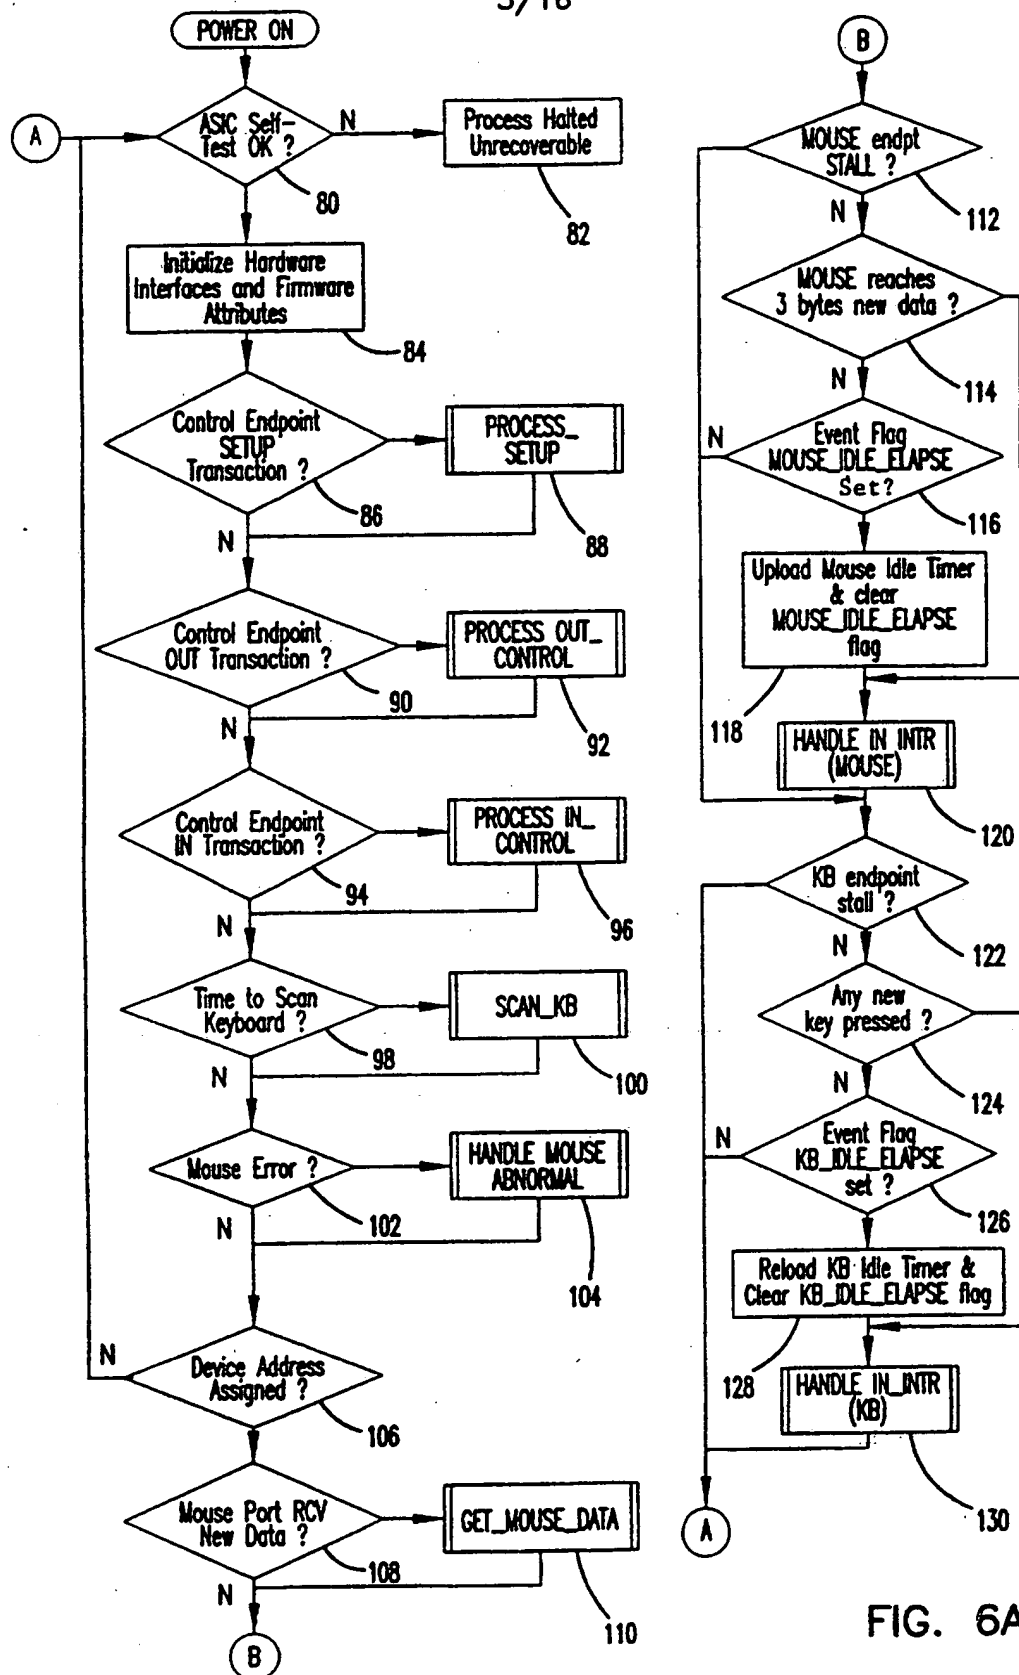 3/18
POWER ON
A
ASIC Self-
Test OK ?
N
80
Process Halted
Unrecoverable
82
Initialize Hardware
Interfaces and Firmware
Attributes
84
Control Endpoint
SETUP
Transaction ?
86
PROCESS_
SETUP
88
N
Control Endpoint
OUT Transaction ?
90
PROCESS OUT_
CONTROL
92
N
Control Endpoint
IN Transaction ?
94
PROCESS IN_
CONTROL
96
N
Time to Scan
Keyboard ?
98
SCAN_KB
100
N
Mouse Error ?
102
HANDLE MOUSE
ABNORMAL
104
N
N
Device Address
Assigned ?
106
Mouse Port RCV
New Data ?
108
GET_MOUSE_DATA
110
N
B
B
MOUSE endpt
STALL ?
112
N
MOUSE reaches
3 bytes new data ?
114
N
N
Event Flag
MOUSE_IDLE_ELAPSE
Set?
116
Upload Mouse Idle Timer
& clear
MOUSE_IDLE_ELAPSE
flag
118
HANDLE IN INTR
(MOUSE)
120
KB endpoint
stall ?
122
N
Any new
key pressed ?
124
N
N
Event Flag
KB_IDLE_ELAPSE
set ?
126
Reload KB Idle Timer &
Clear KB_IDLE_ELAPSE flag
128
HANDLE IN_INTR
(KB)
130
A
FIG. 6A